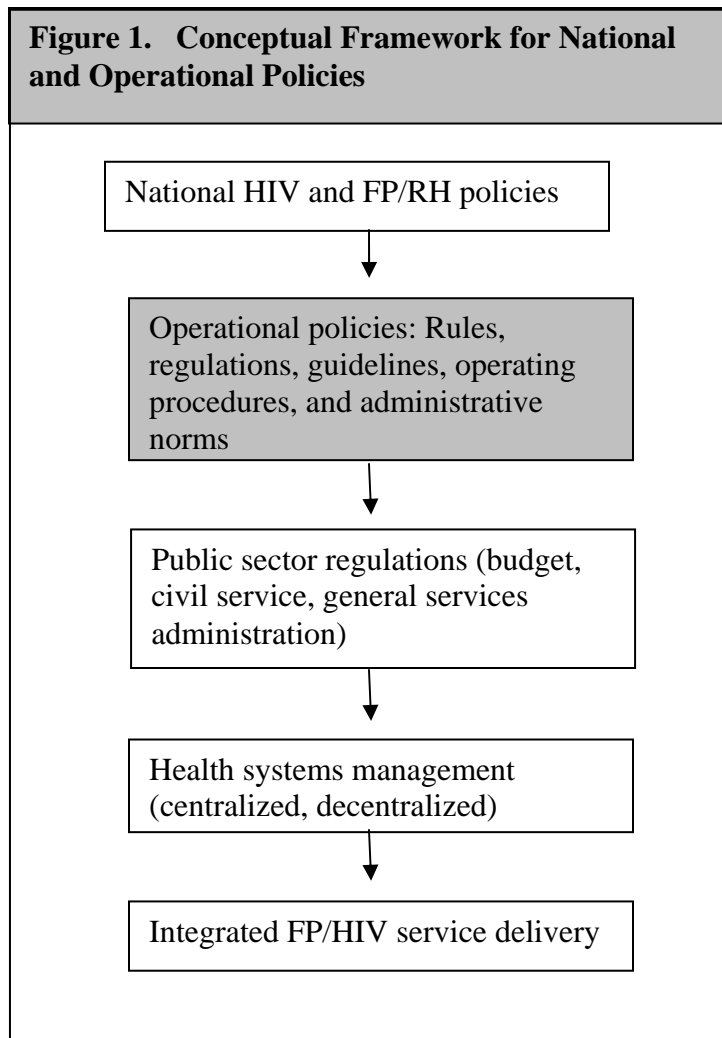 Figure 1. Conceptual Framework for National
and Operational Policies
National HIV and FP/RH policies
Operational policies: Rules,
regulations, guidelines, operating
procedures, and administrative
norms
Public sector regulations (budget,
civil service, general services
administration)
Health systems management
(centralized, decentralized)
Integrated FP/HIV service delivery